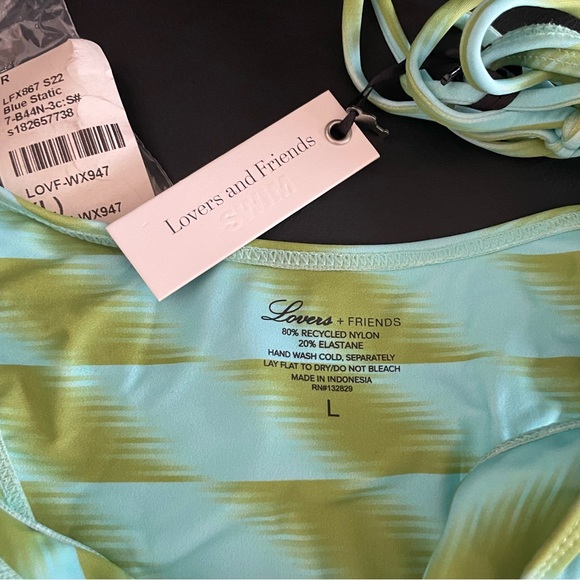 R
LFX867 S22
Blue Static
7-B44N-3c:S#
s182657738
LOVF-WX947
(L)
-WX947
Lovers and Friends
SWIM
Lovers + FRIENDS
80% RECYCLED NYLON
20% ELASTANE
HAND WASH COLD, SEPARATELY
LAY FLAT TO DRY/DO NOT BLEACH
MADE IN INDONESIA
RN#132829
L